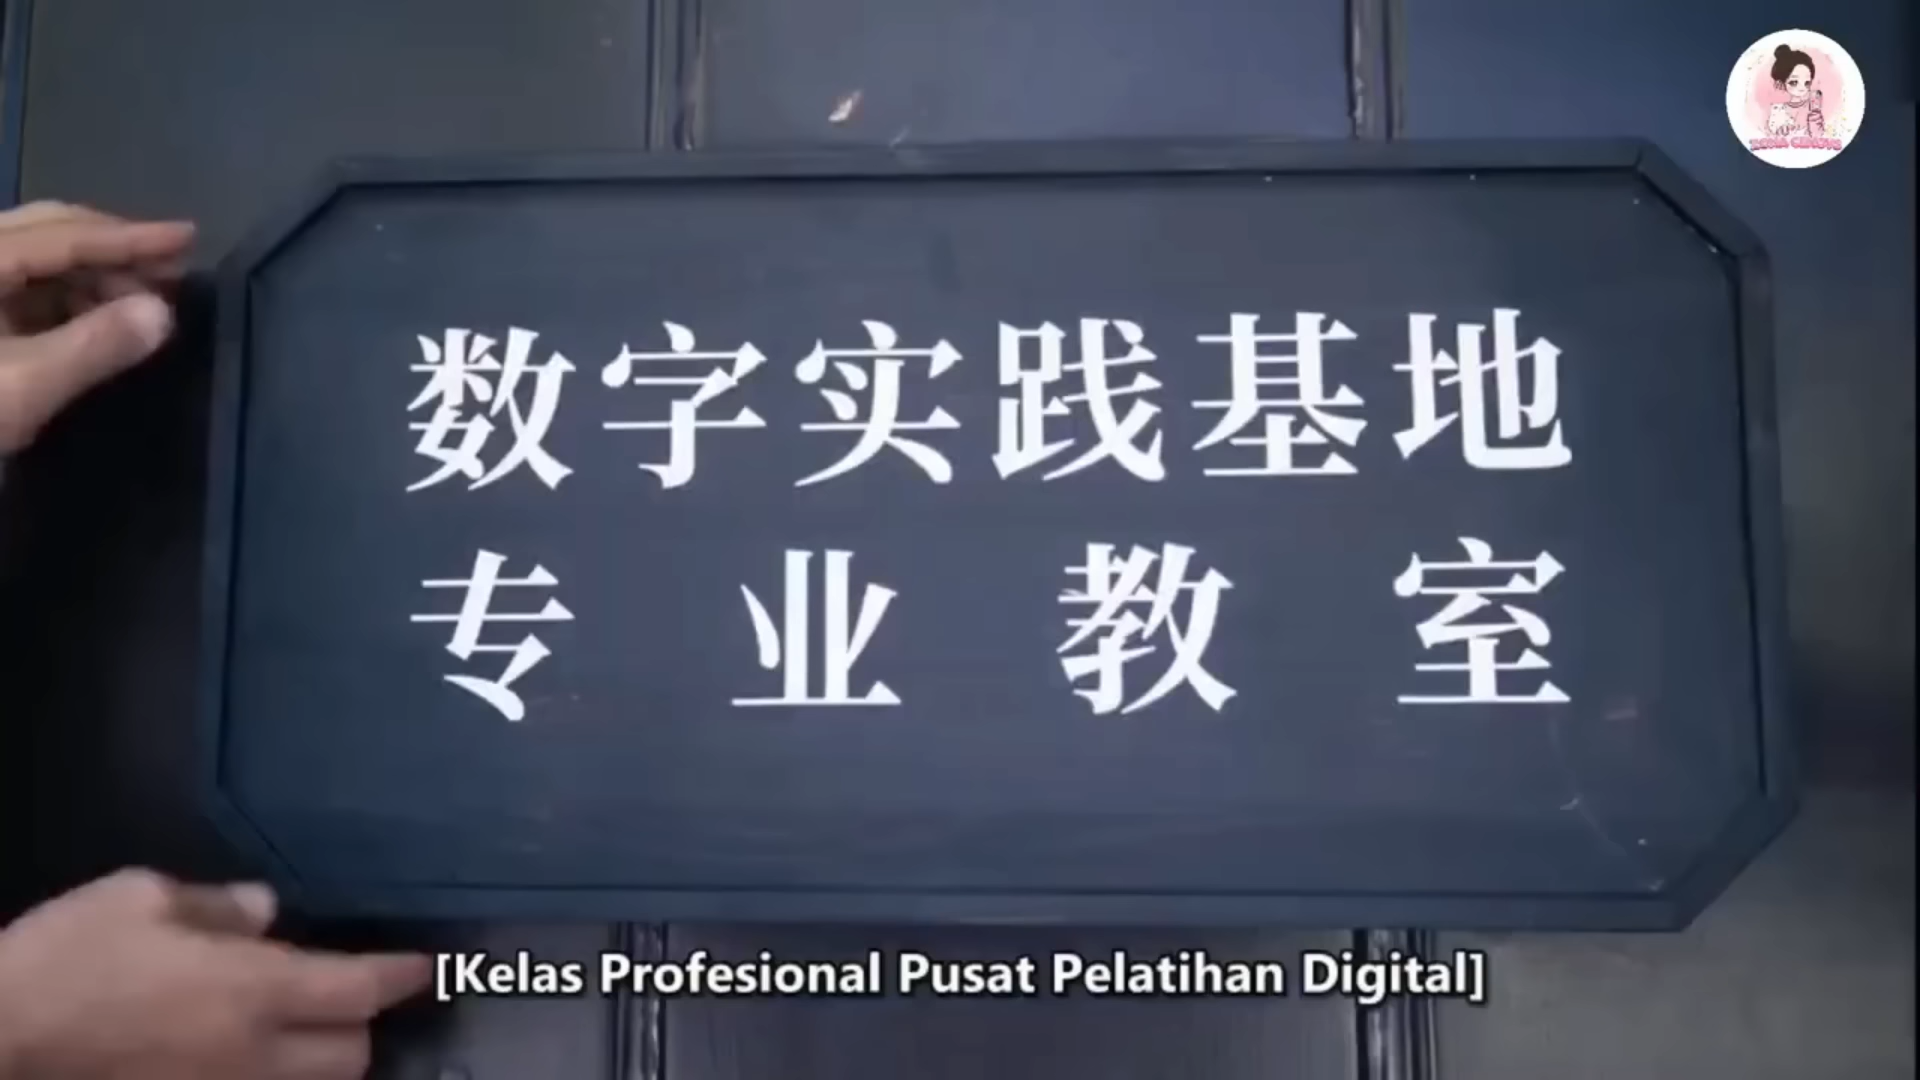 数字实践基地
专业教室
[Kelas Profesional Pusat Pelatihan Digital]